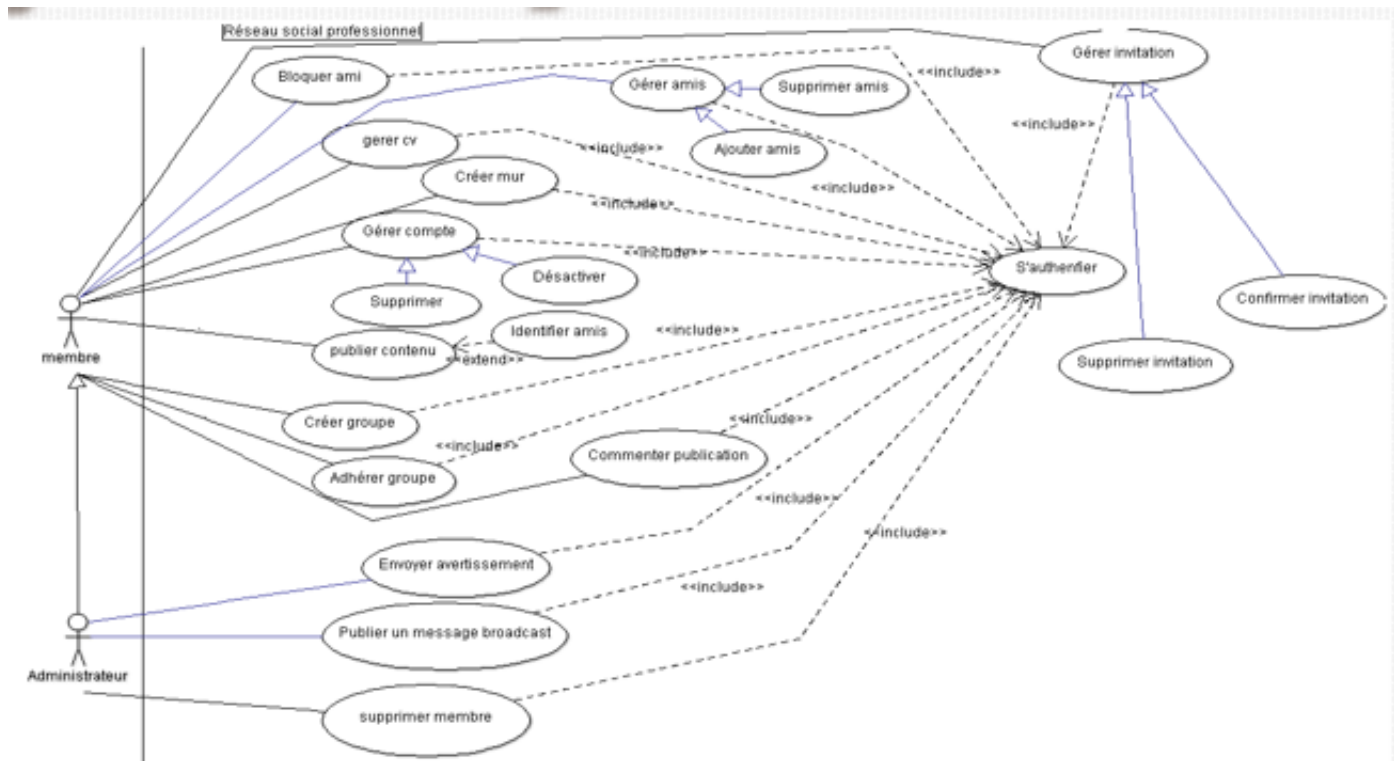 Réseau social professionnel
Gérer invitation
Bloquer ami
<<include>>
Gérer amis
Supprimer amis
<<include>>
gerer cv
<<include>>
Ajouter amis
Créer mur
<<include>>
<<include>>
Gérer compte
<<include>>
Désactiver
S'authenfier
Supprimer
Confirmer invitation
Identifier amis
<<include>>
membre
publier contenu
<<extend>>
Supprimer invitation
Créer groupe
<<include>>
<<include>>
Commenter publication
Adhérer groupe
<<include>>
<<include>>
Envoyer avertissement
<<include>>
Publier un message broadcast
Administrateur
supprimer membre